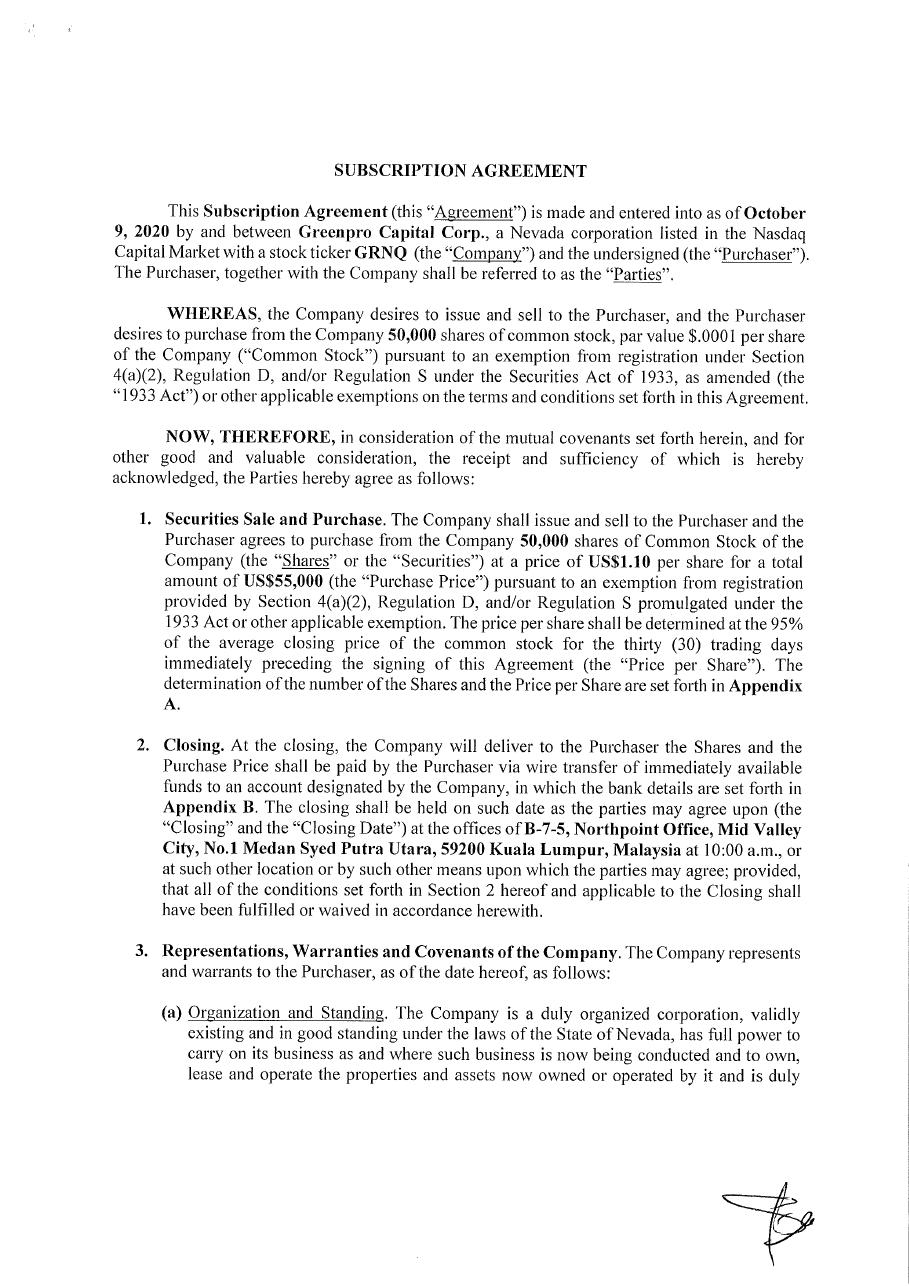 SUBSCRIPTION AGREEMENT
This Subscription Agreement (this “Agreement”) is made and entered into as of October
9, 2020 by and between Greenpro Capital Corp., a Nevada corporation listed in the Nasdaq
Capital Market with a stock ticker GRNQ (the “Company”) and the undersigned (the “Purchaser”).
The Purchaser, together with the Company shall be referred to as the “Parties”.
WHEREAS, the Company desires to issue and sell to the Purchaser, and the Purchaser
desires to purchase from the Company 50,000 shares of common stock, par value $.0001 per share
of the Company (“Common Stock”) pursuant to an exemption from registration under Section
4(a)(2), Regulation D, and/or Regulation S under the Securities Act of 1933, as amended (the
“1933 Act”) or other applicable exemptions on the terms and conditions set forth in this Agreement.
NOW, THEREFORE, in consideration of the mutual covenants set forth herein, and for
other good and valuable consideration, the receipt and sufficiency of which is hereby
acknowledged, the Parties hereby agree as follows:
1. Securities Sale and Purchase. The Company shall issue and sell to the Purchaser and the
Purchaser agrees to purchase from the Company 50,000 shares of Common Stock of the
Company (the “Shares” or the “Securities”) at a price of US$1.10 per share for a total
amount of US$55,000 (the “Purchase Price”) pursuant to an exemption from registration
provided by Section 4(a)(2), Regulation D, and/or Regulation S promulgated under the
1933 Act or other applicable exemption. The price per share shall be determined at the 95%
of the average closing price of the common stock for the thirty (30) trading days
immediately preceding the signing of this Agreement (the “Price per Share”). The
determination of the number of the Shares and the Price per Share are set forth in Appendix
A.
2. Closing. At the closing, the Company will deliver to the Purchaser the Shares and the
Purchase Price shall be paid by the Purchaser via wire transfer of immediately available
funds to an account designated by the Company, in which the bank details are set forth in
Appendix B. The closing shall be held on such date as the parties may agree upon (the
“Closing” and the “Closing Date”) at the offices of B-7-5, Northpoint Office, Mid Valley
City, No.1 Medan Syed Putra Utara, 59200 Kuala Lumpur, Malaysia at 10:00 a.m., or
at such other location or by such other means upon which the parties may agree; provided,
that all of the conditions set forth in Section 2 hereof and applicable to the Closing shall
have been fulfilled or waived in accordance herewith.
3. Representations, Warranties and Covenants of the Company. The Company represents
and warrants to the Purchaser, as of the date hereof, as follows:
(a) Organization and Standing. The Company is a duly organized corporation, validly
existing and in good standing under the laws of the State of Nevada, has full power to
carry on its business as and where such business is now being conducted and to own,
lease and operate the properties and assets now owned or operated by it and is duly